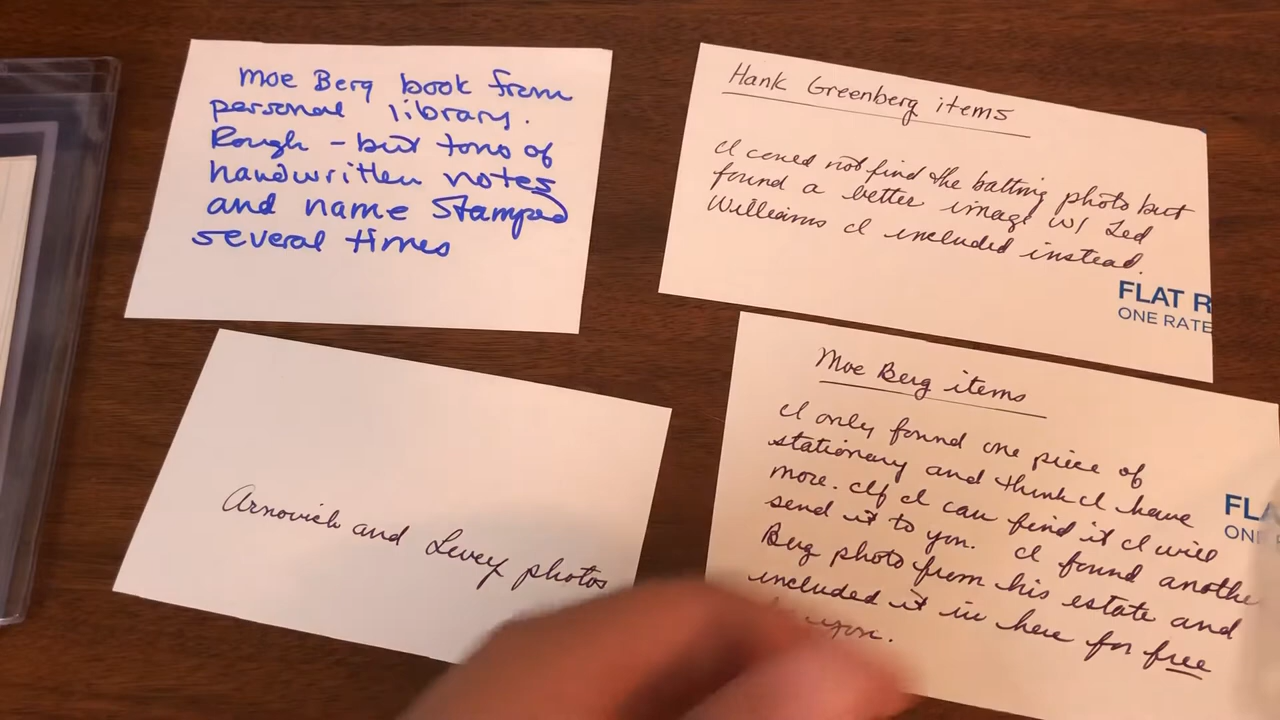 Moe Berg book from
personal library.
Rough - but tons of
handwritten notes
and name stamped
several times
Hank Greenberg items
I could not find the batting photo but
found a better image w/ Ted
Williams I included instead.
FLAT R
ONE RATE
Arnovich and Levey photos
Moe Berg items
I only found one piece of
stationary and think I have
more. If I can find it I will
send it to you. I found anothe
Berg photo from his estate and
included it in here for free
you.
FLA
ON